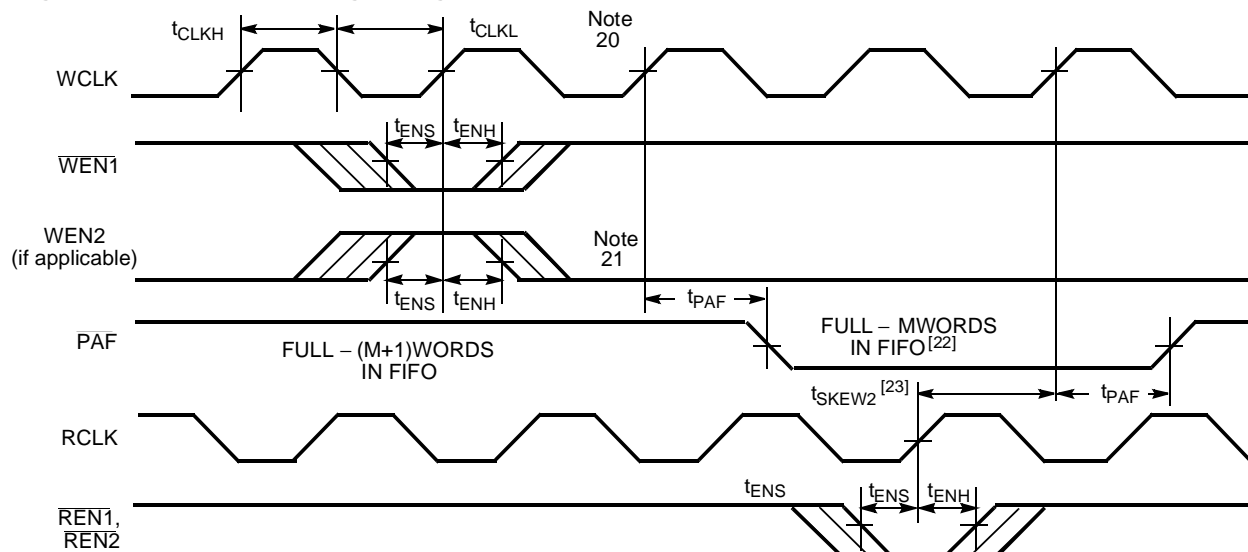 tCLKH
tCLKL
Note
20
WCLK
tENS
tENH
WEN1
WEN2
(if applicable)
Note
21
tENS
tENH
tPAF
PAF
FULL – (M+1)WORDS
IN FIFO
FULL – MWORDS
IN FIFO[22]
tSKEW2 [23]
tPAF
RCLK
tENS
tENS
tENH
REN1,
REN2